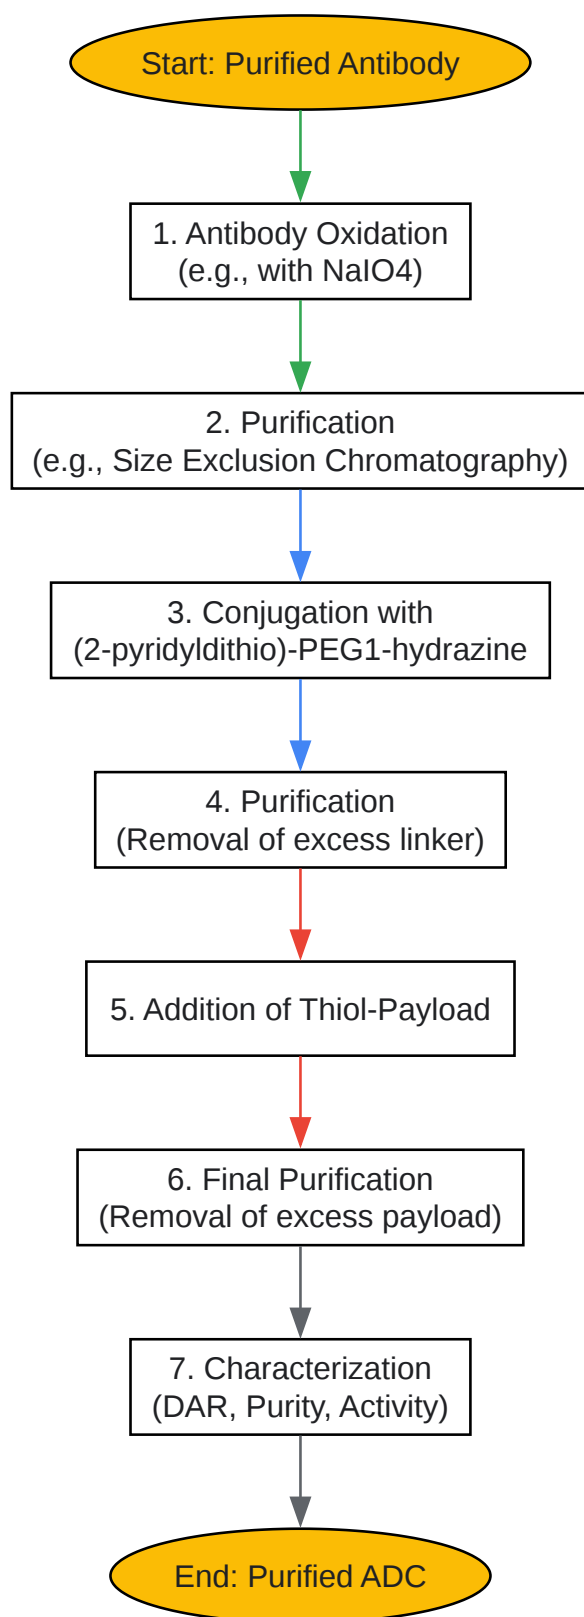 Start: Purified Antibody
1. Antibody Oxidation
(e.g., with NaIO4)
2. Purification
(e.g., Size Exclusion Chromatography)
3. Conjugation with
(2-pyridyldithio)-PEG1-hydrazine
4. Purification
(Removal of excess linker)
5. Addition of Thiol-Payload
6. Final Purification
(Removal of excess payload)
7. Characterization
(DAR, Purity, Activity)
End: Purified ADC